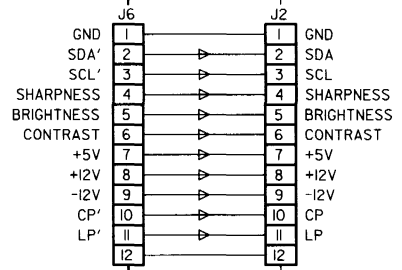 J6 J2
GND 1 1 GND
SDA' 2 2 SDA
SCL' 3 3 SCL
SHARPNESS 4 4 SHARPNESS
BRIGHTNESS 5 5 BRIGHTNESS
CONTRAST 6 6 CONTRAST
+5V 7 7 +5V
+12V 8 8 +12V
-12V 9 9 -12V
CP' 10 10 CP
LP' 11 11 LP
12 12